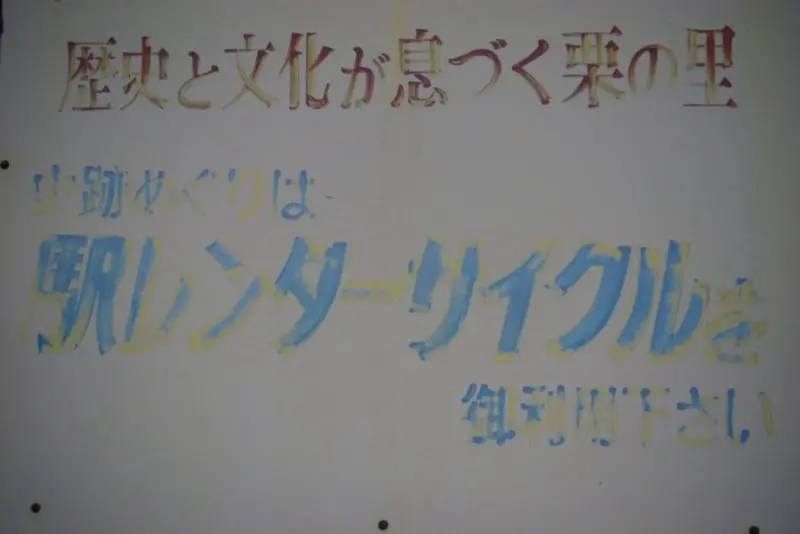 歴史と文化が息づく栗の里
史跡めぐりは
駅レンターサイクルを
御利用下さい